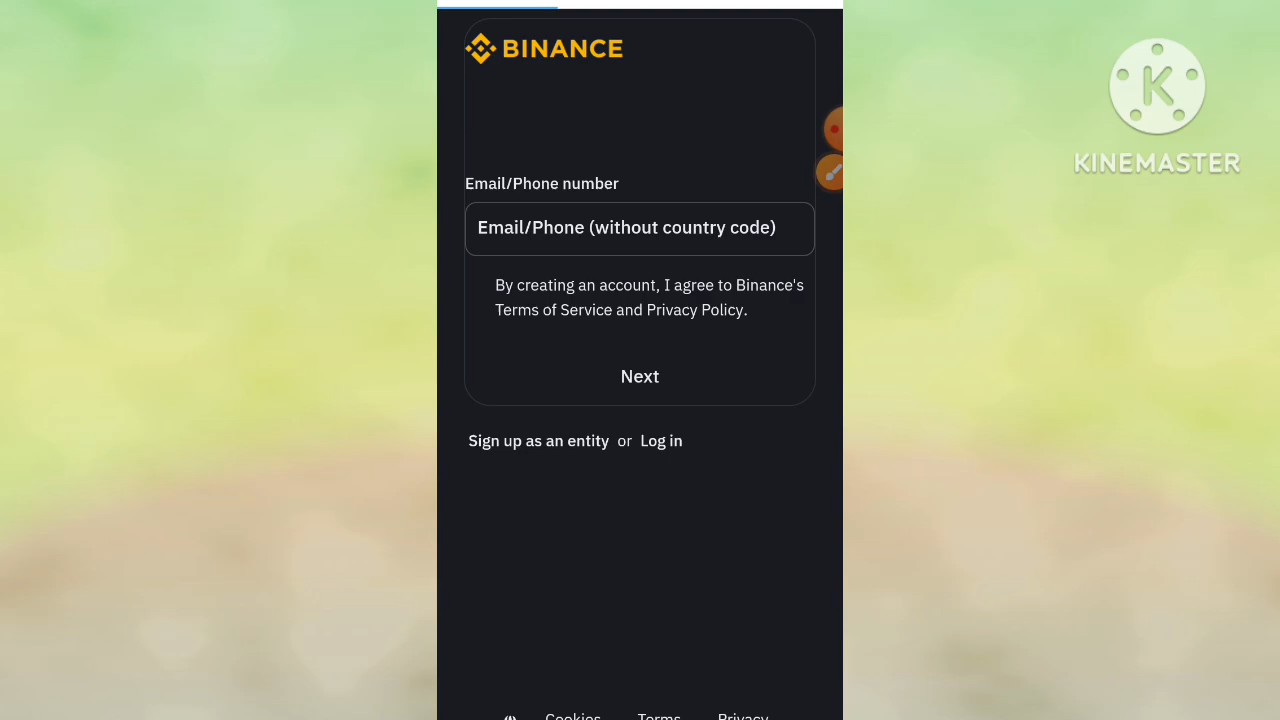 BINANCE
KINEMASTER
Email/Phone number
Email/Phone (without country code)
By creating an account, I agree to Binance's
Terms of Service and Privacy Policy.
Next
Sign up as an entity or Log in
Cookies Terms Privacy